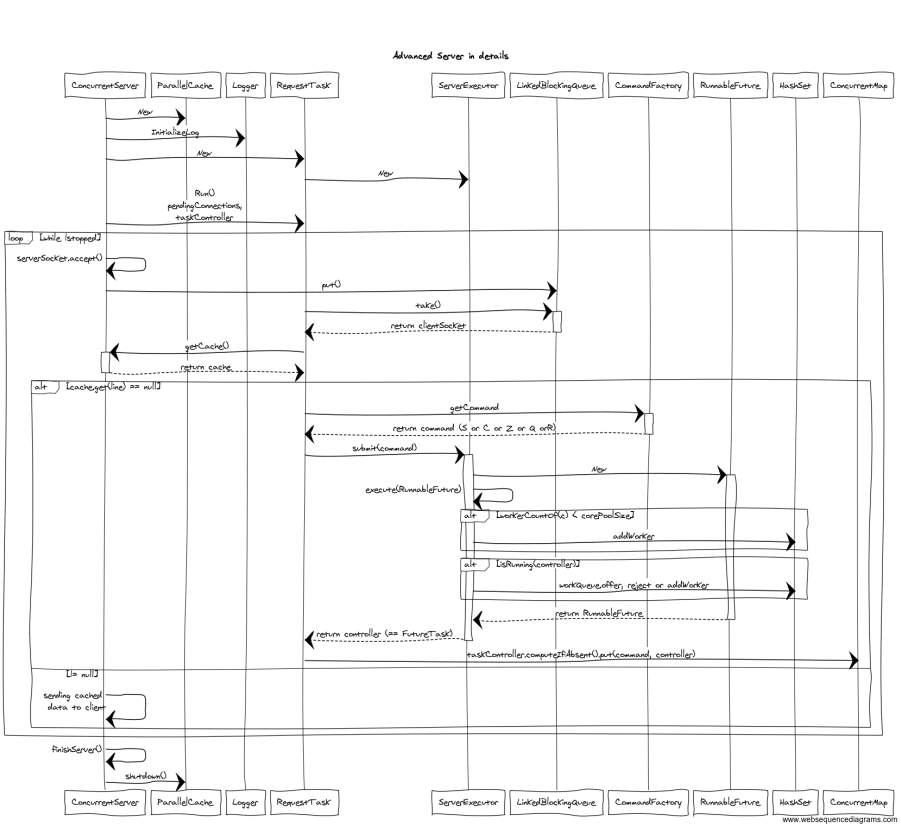 Advanced Server in details
ConcurrentServer
ParallelCache
Logger
RequestTask
ServerExecutor
LinkedBlockingQueue
CommandFactory
RunnableFuture
HashSet
ConcurrentMap
New
InitializeLog
New
New
Run()
pendingConnections,
taskController
loop
[while !stopped]
serverSocket.accept()
put()
take()
return clientSocket
getCache()
return cache
alt
[cache.get(line) == null]
getCommand
return command (S or C or Z or Q orR)
submit(command)
New
execute(RunnableFuture)
alt
[workerCountOf(c) < corePoolSize]
addWorker
alt
[isRunning(controller)]
workQueue.offer, reject or addWorker
return RunnableFuture
return controller (== FutureTask)
taskController.computeIfAbsent().put(command, controller)
[!= null]
sending cached
data to client
finishServer()
shutdown()
ConcurrentServer
ParallelCache
Logger
RequestTask
ServerExecutor
LinkedBlockingQueue
CommandFactory
RunnableFuture
HashSet
ConcurrentMap
www.websequencediagrams.com